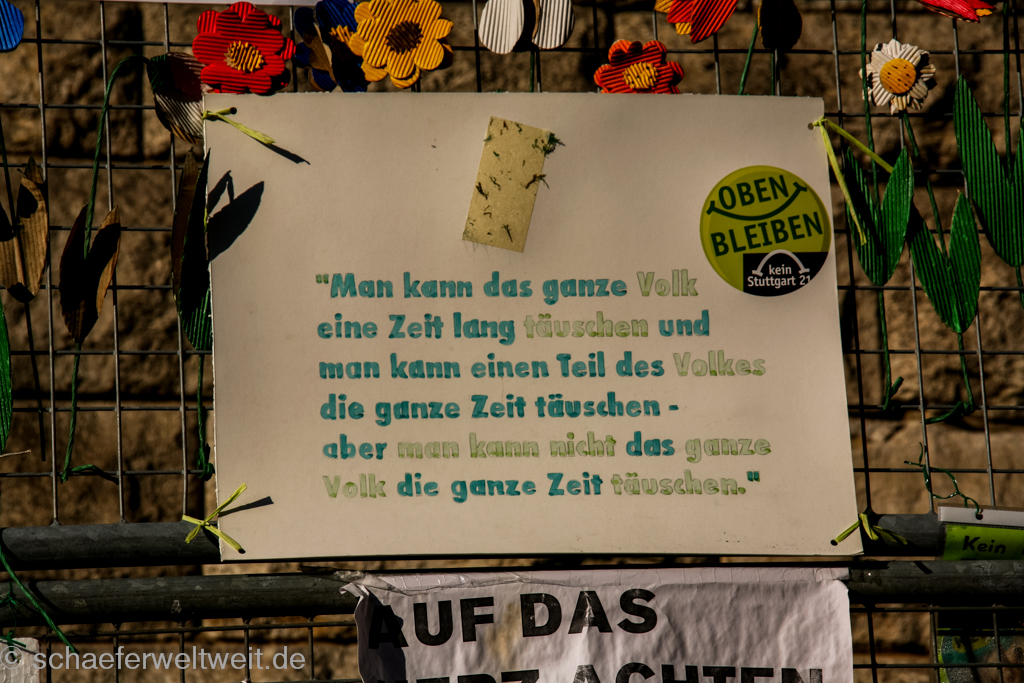 OBEN
BLEIBEN
kein
Stuttgart 21
"Man kann das ganze Volk
eine Zeit lang täuschen und
man kann einen Teil des Volkes
die ganze Zeit täuschen -
aber man kann nicht das ganze
Volk die ganze Zeit täuschen."
Kein
AUF DAS
HERZ ACHTEN
© schaeferweltweit.de